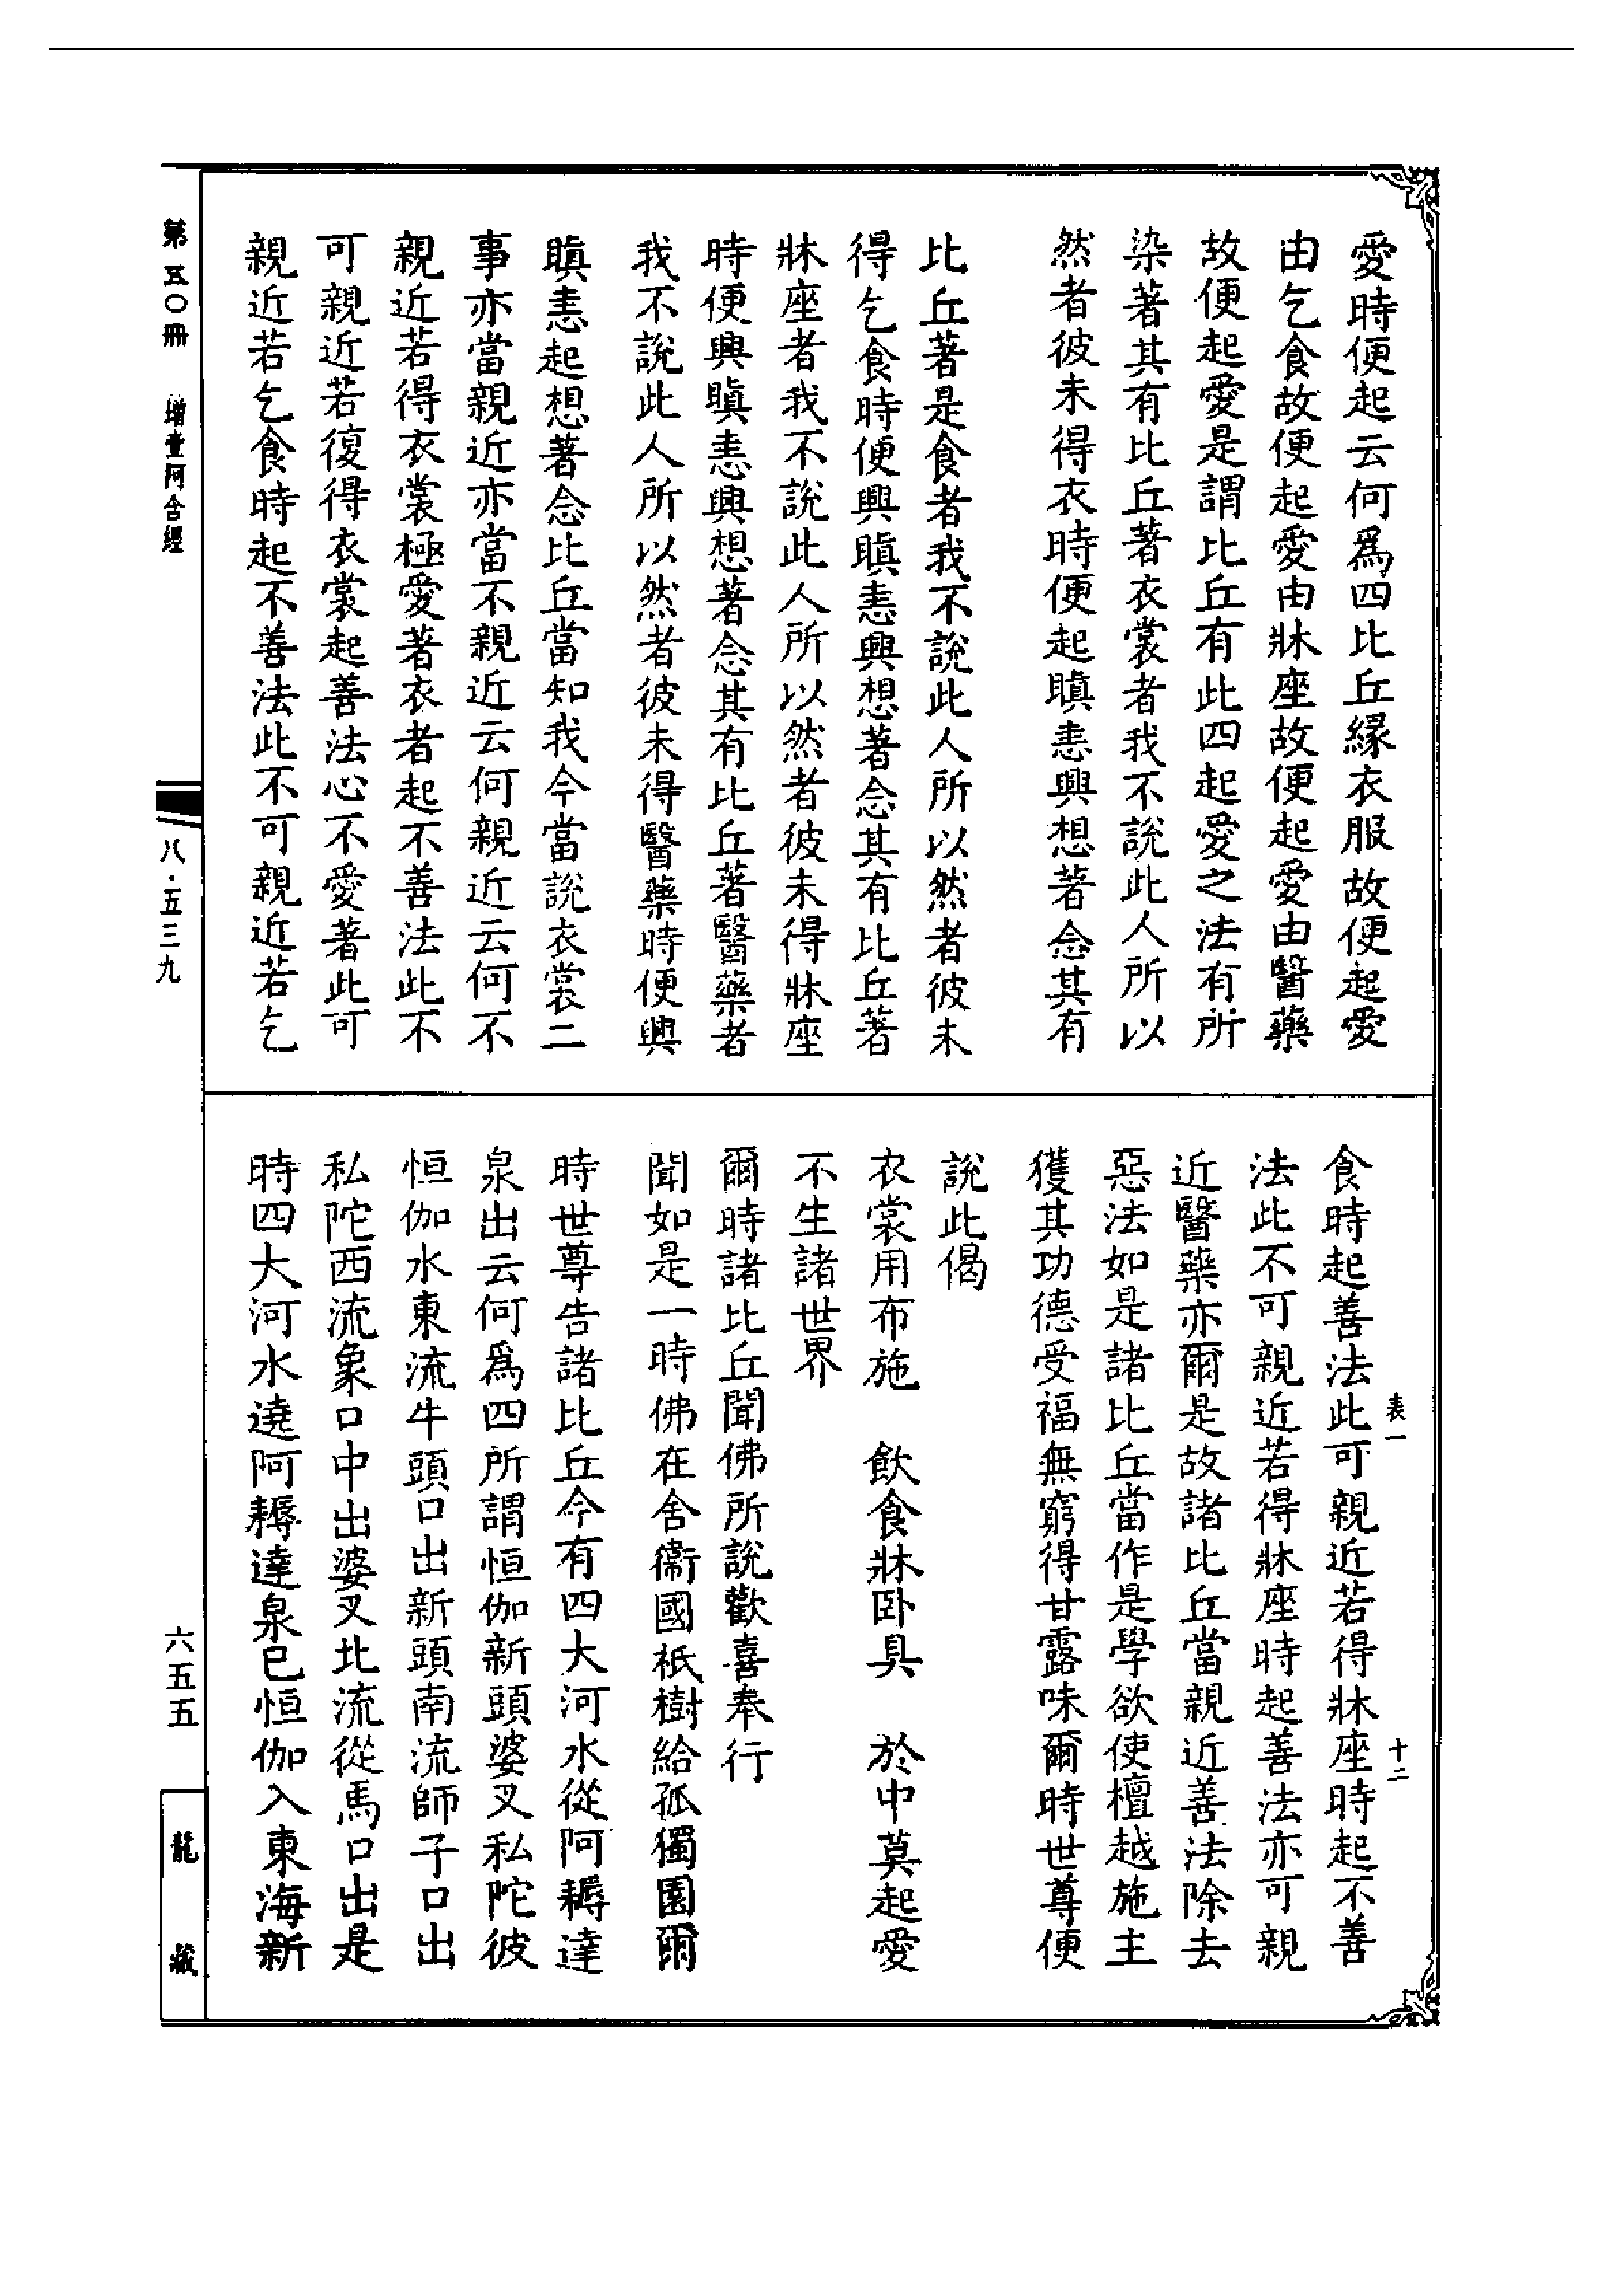 愛時便起云何爲四比丘縁衣服故便起愛
由乞食故便起愛由牀座故便起愛由醫藥
故便起愛是謂比丘有此四起愛之法有所
染著其有比丘著衣裳者我不說此人所以
然者彼未得衣時便起瞋恚興想著念其有
比丘著是食者我不說此人所以然者彼未
得乞食時便興瞋恚興想著念其有比丘著
牀座者我不說此人所以然者彼未得牀座
時便興瞋恚興想著念其有比丘著醫藥者
我不說此人所以然者彼未得醫藥時便興
瞋恚起想著念比丘當知我今當說衣裳二
事亦當親近亦當不親近云何親近云何不
親近若得衣裳極愛著衣者起不善法此不
可親近若復得衣裳起善法心不愛著此可
親近若乞食時起不善法此不可親近若乞
食時起善法此可親近若得牀座時起不善
法此不可親近若得牀座時起善法亦可親
近醫藥亦爾是故諸比丘當親近善法除去
惡法如是諸比丘當作是學欲使檀越施主
獲其功德受福無窮得甘露味爾時世尊便
說此偈
衣裳用布施　飲食牀卧具　於中莫起愛
不生諸世界
爾時諸比丘聞佛所說歡喜奉行
聞如是一時佛在舍衞國祇樹給孤獨園爾
時世尊告諸比丘今有四大河水從阿耨達
泉出云何爲四所謂恒伽新頭婆叉私陀彼
恒伽水東流牛頭口出新頭南流師子口出
私陀西流象口中出婆叉北流從馬口出是
時四大河水遶阿耨達泉已恒伽入東海新
表一　十二
第五〇冊　增壹阿含經
八·五三九
六五五
龍藏